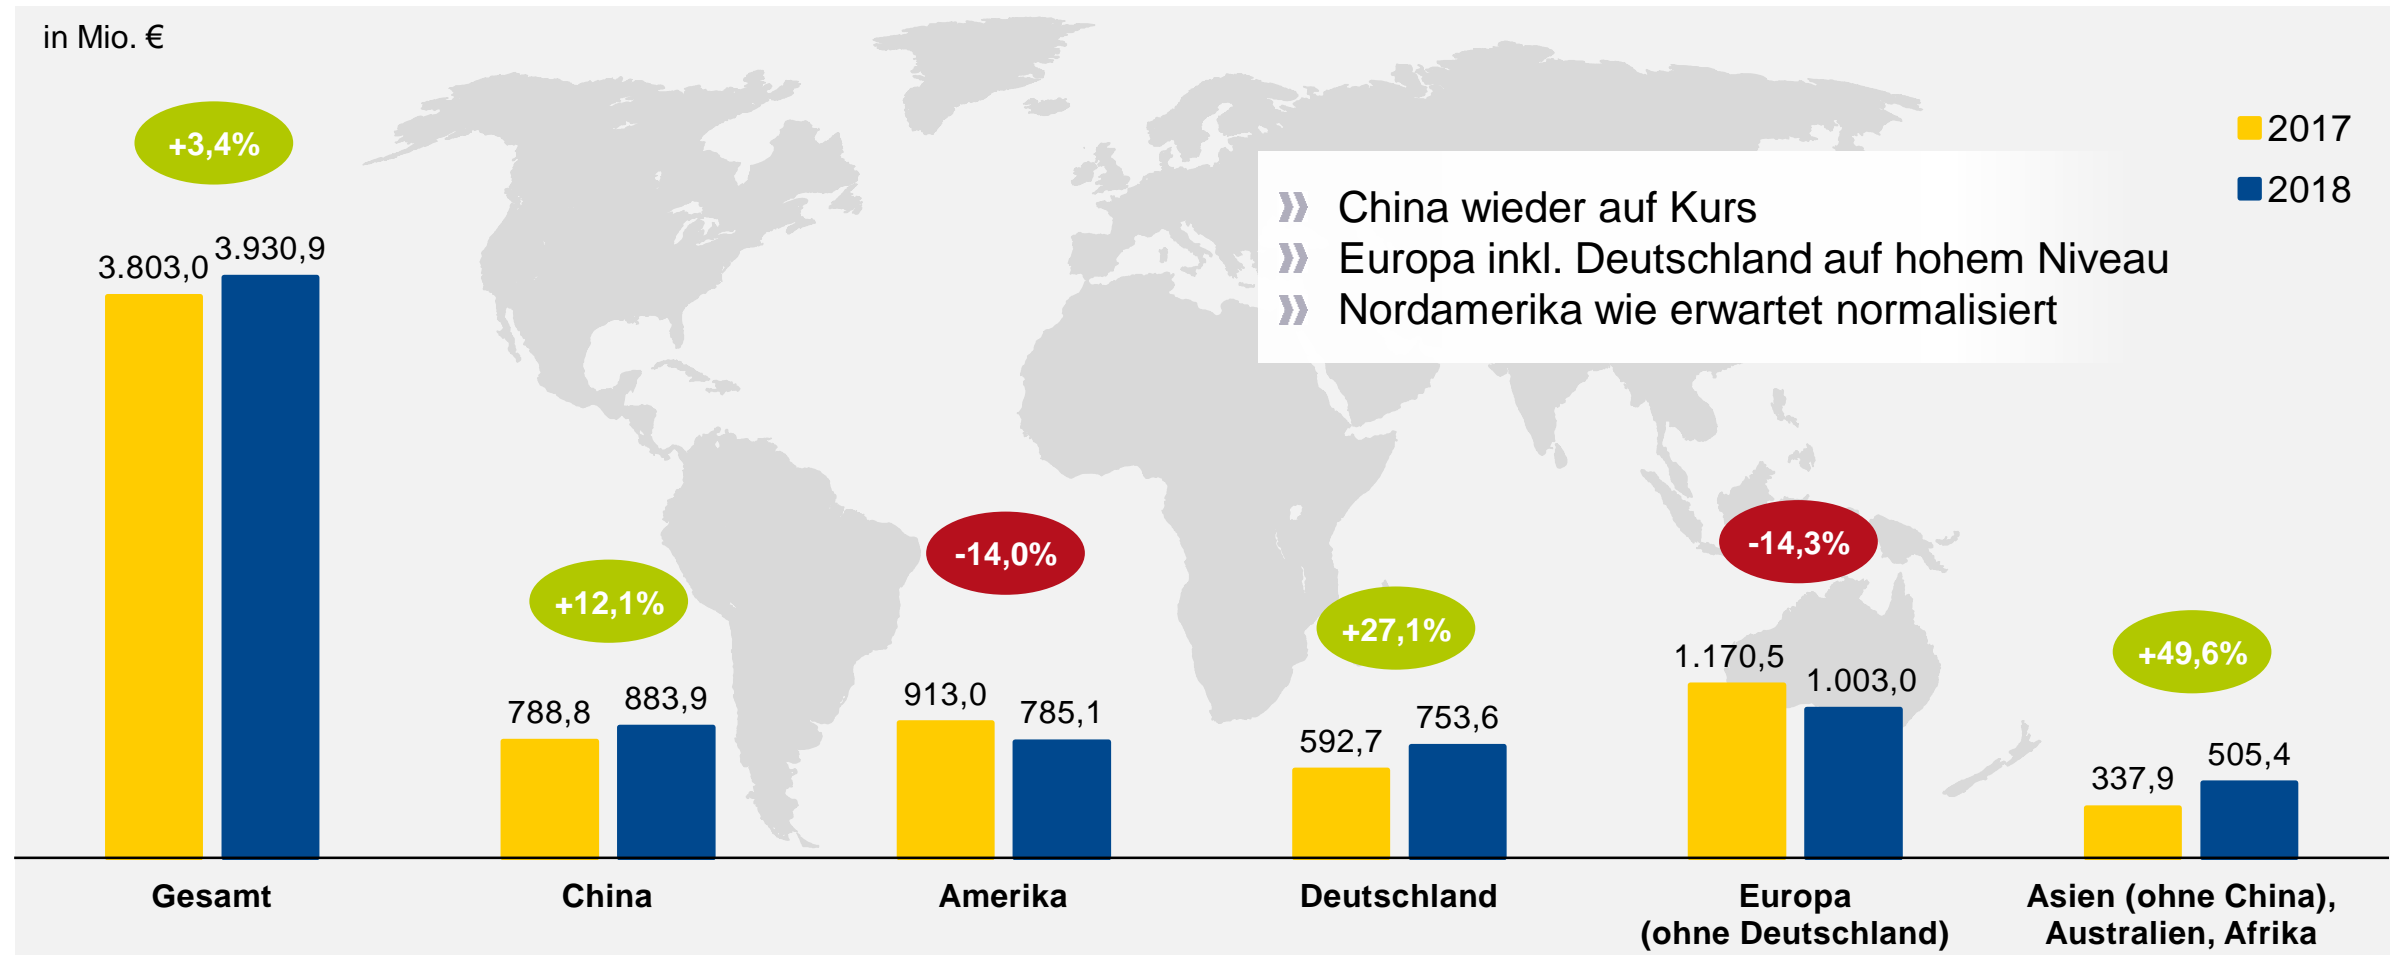 in Mio. €
2017
2018
China wieder auf Kurs
Europa inkl. Deutschland auf hohem Niveau
Nordamerika wie erwartet normalisiert
+3,4%
3.803,0
3.930,9
Gesamt
+12,1%
788,8
883,9
China
-14,0%
913,0
785,1
Amerika
+27,1%
592,7
753,6
Deutschland
-14,3%
1.170,5
1.003,0
Europa
(ohne Deutschland)
+49,6%
337,9
505,4
Asien (ohne China),
Australien, Afrika